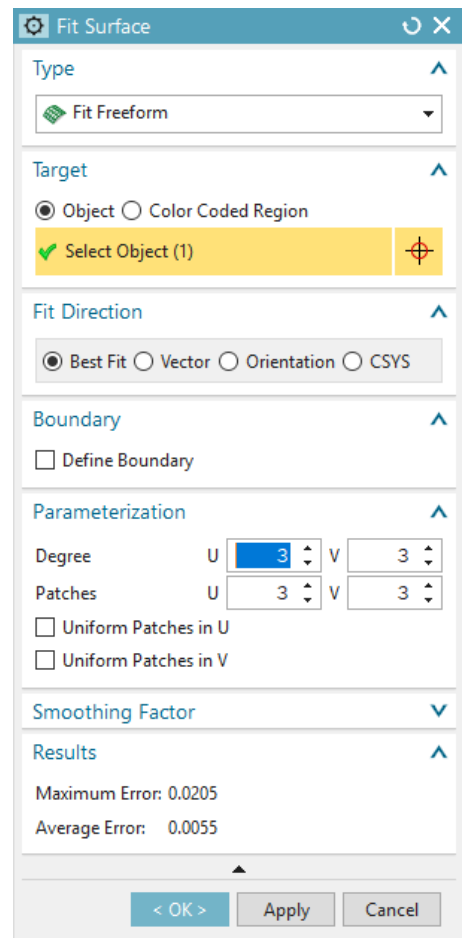 Fit Surface
Type
Fit Freeform
Target
Object Color Coded Region
Select Object (1)
Fit Direction
Best Fit Vector Orientation CSYS
Boundary
Define Boundary
Parameterization
Degree U 3 V 3
Patches U 3 V 3
Uniform Patches in U
Uniform Patches in V
Smoothing Factor
Results
Maximum Error: 0.0205
Average Error: 0.0055
< OK > Apply Cancel